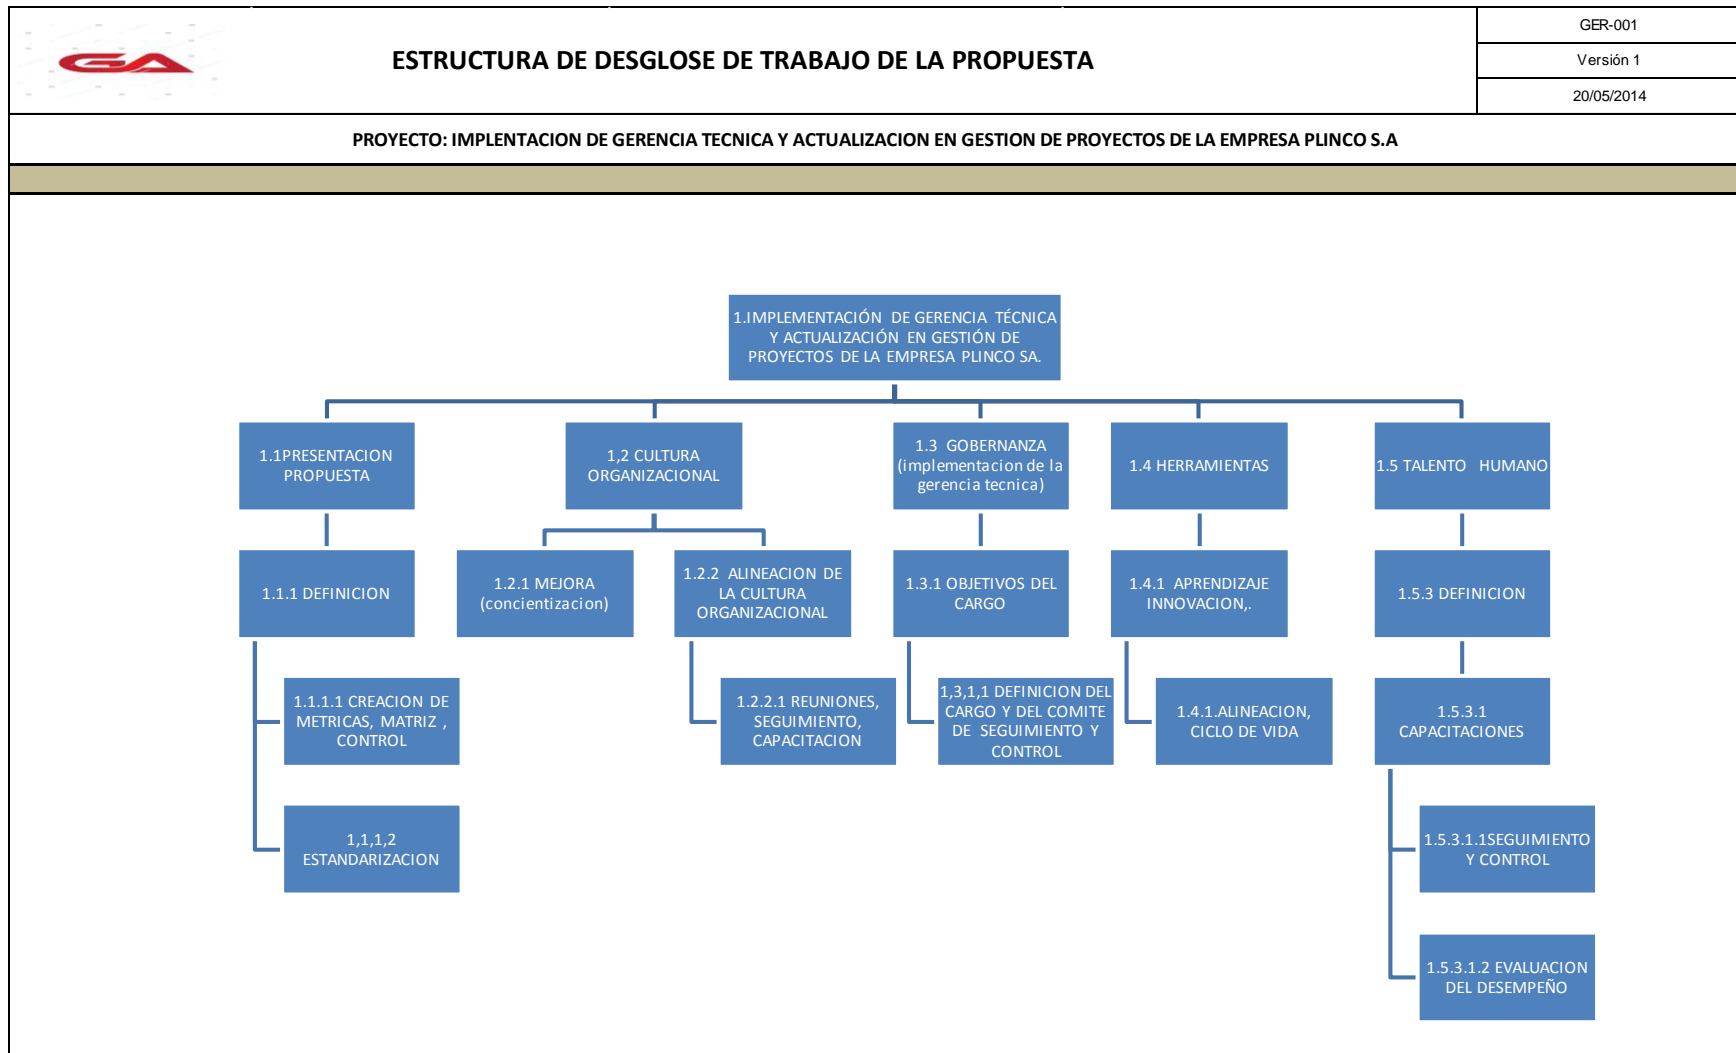 GA
ESTRUCTURA DE DESGLOSE DE TRABAJO DE LA PROPUESTA
GER-001
Versión 1
20/05/2014
PROYECTO: IMPLENTACION DE GERENCIA TECNICA Y ACTUALIZACION EN GESTION DE PROYECTOS DE LA EMPRESA PLINCO S.A
1.IMPLEMENTACIÓN DE GERENCIA TÉCNICA
Y ACTUALIZACIÓN EN GESTIÓN DE
PROYECTOS DE LA EMPRESA PLINCO SA.
1.1PRESENTACION
PROPUESTA
1,2 CULTURA
ORGANIZACIONAL
1.3 GOBERNANZA
(implementacion de la
gerencia tecnica)
1.4 HERRAMIENTAS
1.5 TALENTO HUMANO
1.1.1 DEFINICION
1.2.1 MEJORA
(concientizacion)
1.2.2 ALINEACION DE
LA CULTURA
ORGANIZACIONAL
1.3.1 OBJETIVOS DEL
CARGO
1.4.1 APRENDIZAJE
INNOVACION,.
1.5.3 DEFINICION
1.1.1.1 CREACION DE
METRICAS, MATRIZ ,
CONTROL
1.2.2.1 REUNIONES,
SEGUIMIENTO,
CAPACITACION
1,3,1,1 DEFINICION DEL
CARGO Y DEL COMITE
DE SEGUIMIENTO Y
CONTROL
1.4.1.ALINEACION,
CICLO DE VIDA
1.5.3.1
CAPACITACIONES
1,1,1,2
ESTANDARIZACION
1.5.3.1.1SEGUIMIENTO
Y CONTROL
1.5.3.1.2 EVALUACION
DEL DESEMPEÑO